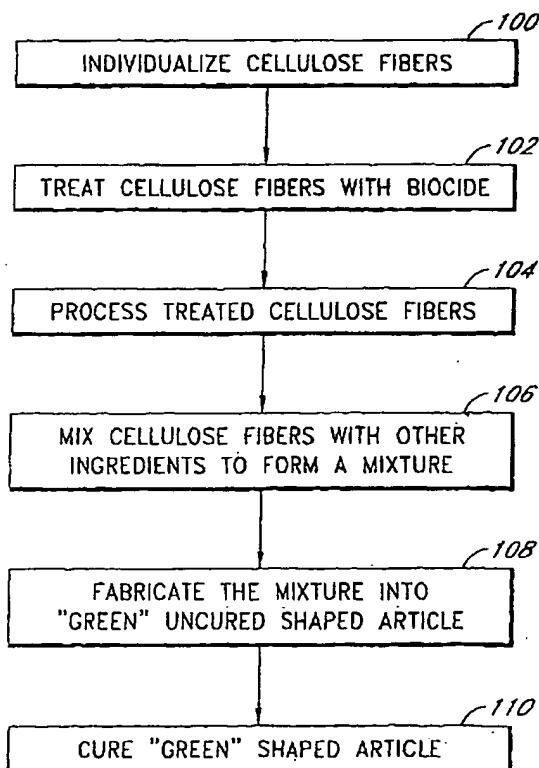 100
INDIVIDUALIZE CELLULOSE FIBERS
102
TREAT CELLULOSE FIBERS WITH BIOCIDE
104
PROCESS TREATED CELLULOSE FIBERS
106
MIX CELLULOSE FIBERS WITH OTHER
INGREDIENTS TO FORM A MIXTURE
108
FABRICATE THE MIXTURE INTO
"GREEN" UNCURED SHAPED ARTICLE
110
CURE "GREEN" SHAPED ARTICLE